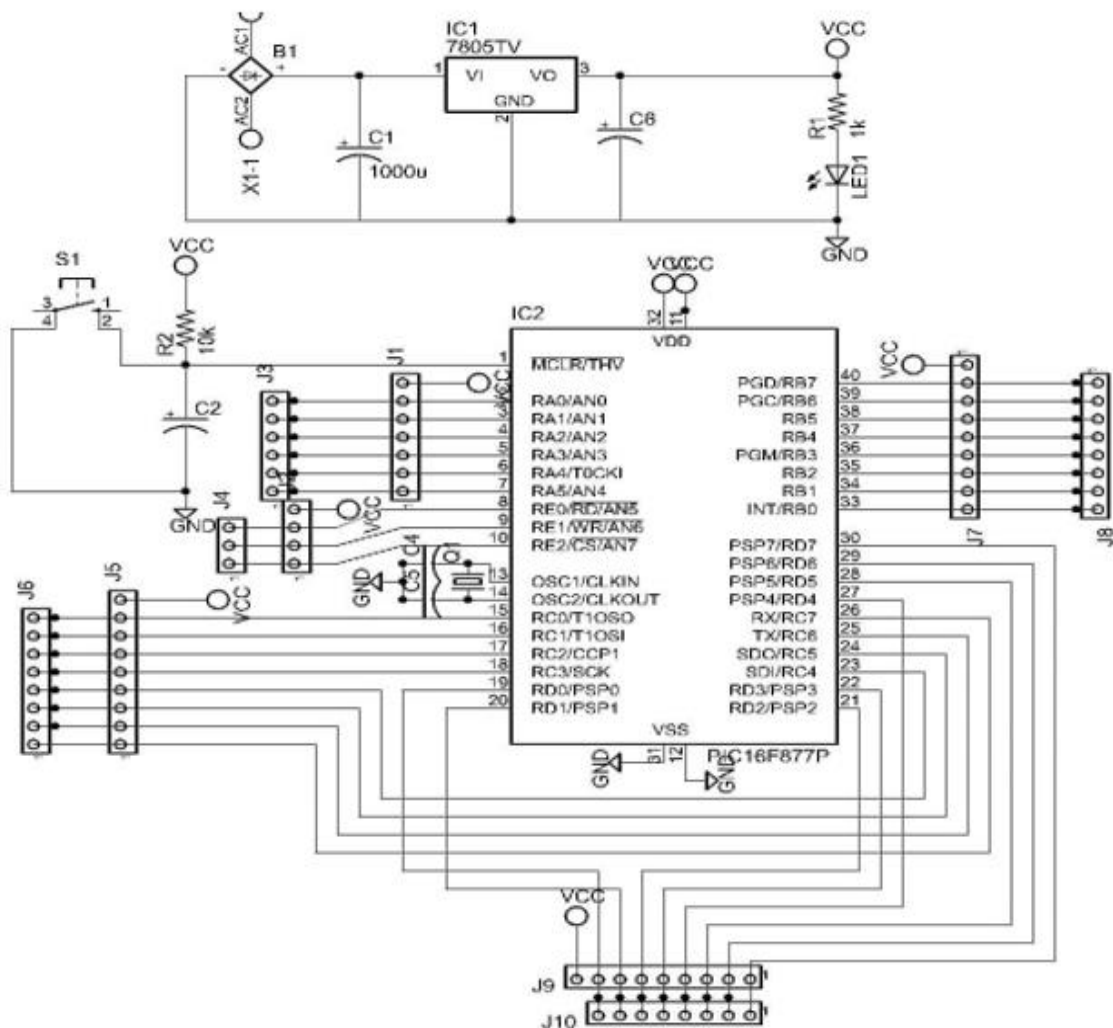 AC1
B1
-
+
AC2
X1-1
IC1
7805TV
1
VI
VO
3
GND
2
+
C1
1000u
+
C6
VCC
R1
1k
LED1
GND
S1
3
1
4
2
VCC
R2
10k
+
C2
GND
VCC
VCC
IC2
32
11
VDD
1
MCLR/THV
RA0/AN0
3
RA1/AN1
4
RA2/AN2
5
RA3/AN3
6
RA4/T0CKI
7
RA5/AN4
8
RE0/RD/AN5
9
RE1/WR/AN6
10
RE2/CS/AN7
13
OSC1/CLKIN
14
OSC2/CLKOUT
15
RC0/T1OSO
16
RC1/T1OSI
17
RC2/CCP1
18
RC3/SCK
19
RD0/PSP0
20
RD1/PSP1
PGD/RB7
40
PGC/RB6
39
RB5
38
RB4
37
PGM/RB3
36
RB2
35
RB1
34
INT/RB0
33
PSP7/RD7
30
PSP6/RD6
29
PSP5/RD5
28
PSP4/RD4
27
RX/RC7
26
TX/RC6
25
SDO/RC5
24
SDI/RC4
23
RD3/PSP3
22
RD2/PSP2
21
VSS
31
12
PIC16F877P
GND
GND
J3
J1
VCC
J4
VCC
C4
C5
Q1
GND
J6
J5
VCC
VCC
J7
J8
VCC
J9
J10